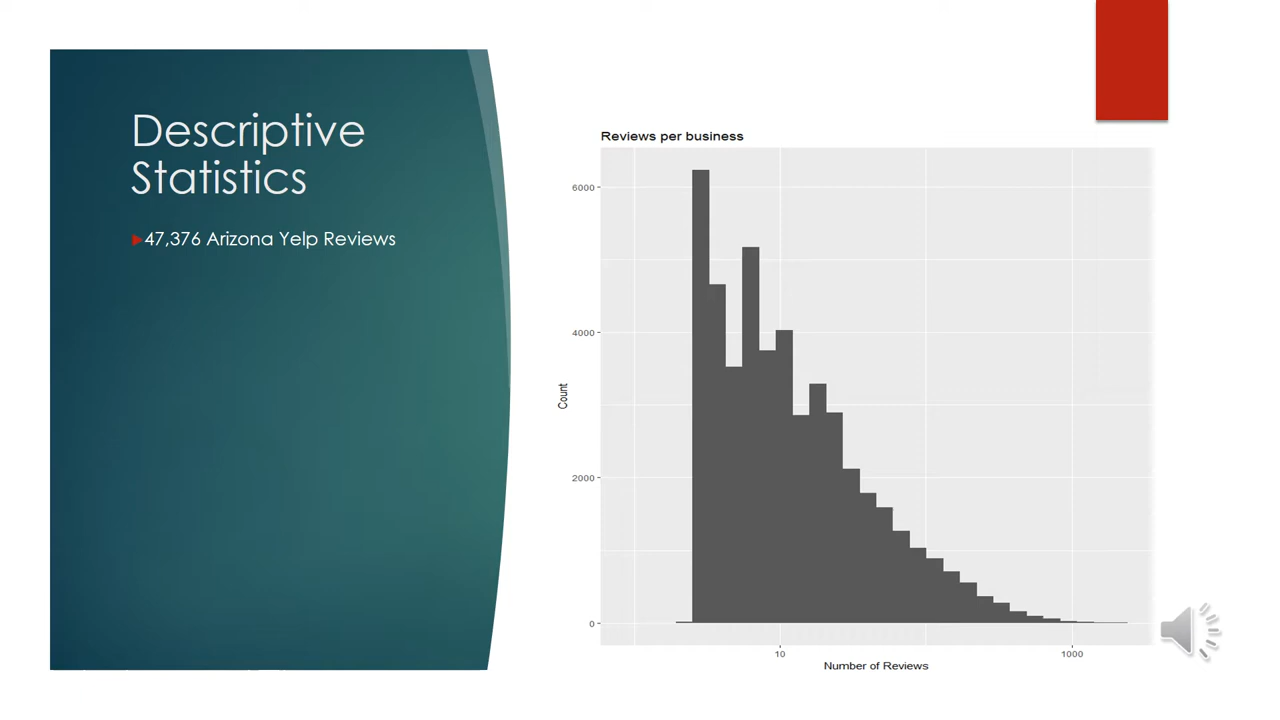 Descriptive
Statistics
47,376 Arizona Yelp Reviews
Reviews per business
6000
4000
2000
0
Count
10
1000
Number of Reviews